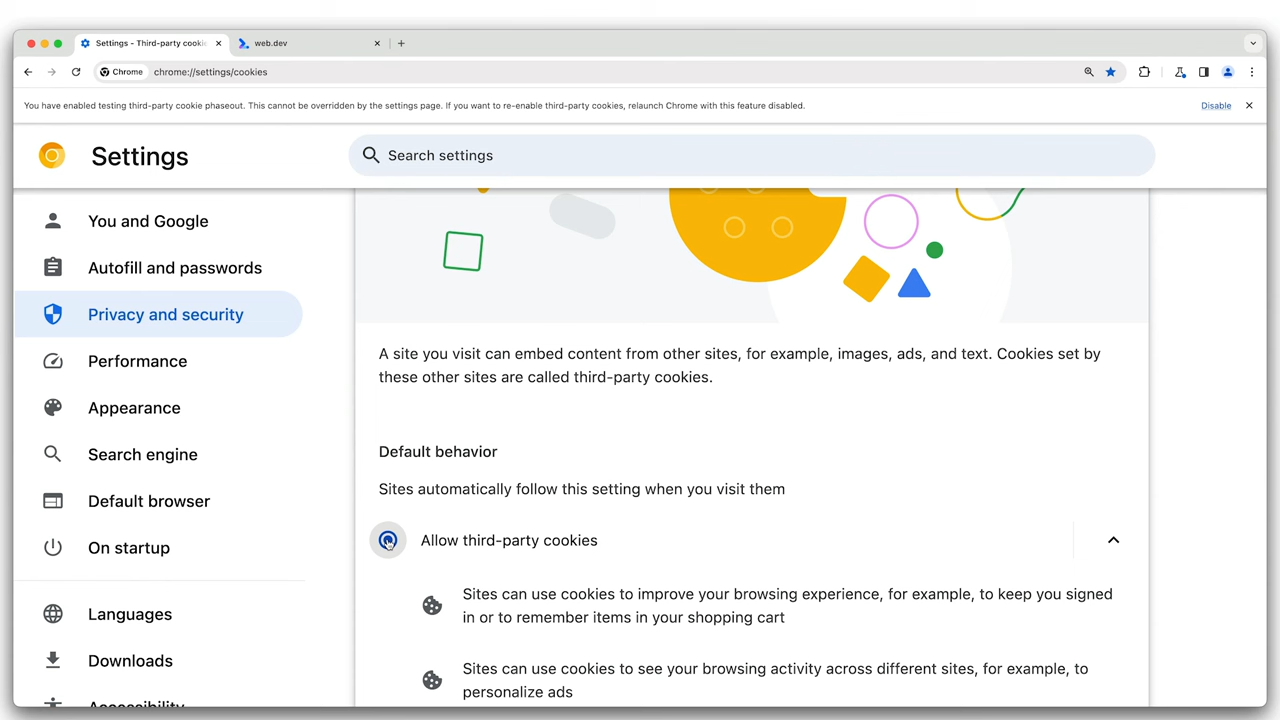 Settings - Third-party cookie
web.dev
Chrome
chrome://settings/cookies
You have enabled testing third-party cookie phaseout. This cannot be overridden by the settings page. If you want to re-enable third-party cookies, relaunch Chrome with this feature disabled.
Disable
Settings
Search settings
You and Google
Autofill and passwords
Privacy and security
Performance
Appearance
Search engine
Default browser
On startup
Languages
Downloads
Accessibility
A site you visit can embed content from other sites, for example, images, ads, and text. Cookies set by
these other sites are called third-party cookies.
Default behavior
Sites automatically follow this setting when you visit them
Allow third-party cookies
Sites can use cookies to improve your browsing experience, for example, to keep you signed
in or to remember items in your shopping cart
Sites can use cookies to see your browsing activity across different sites, for example, to
personalize ads